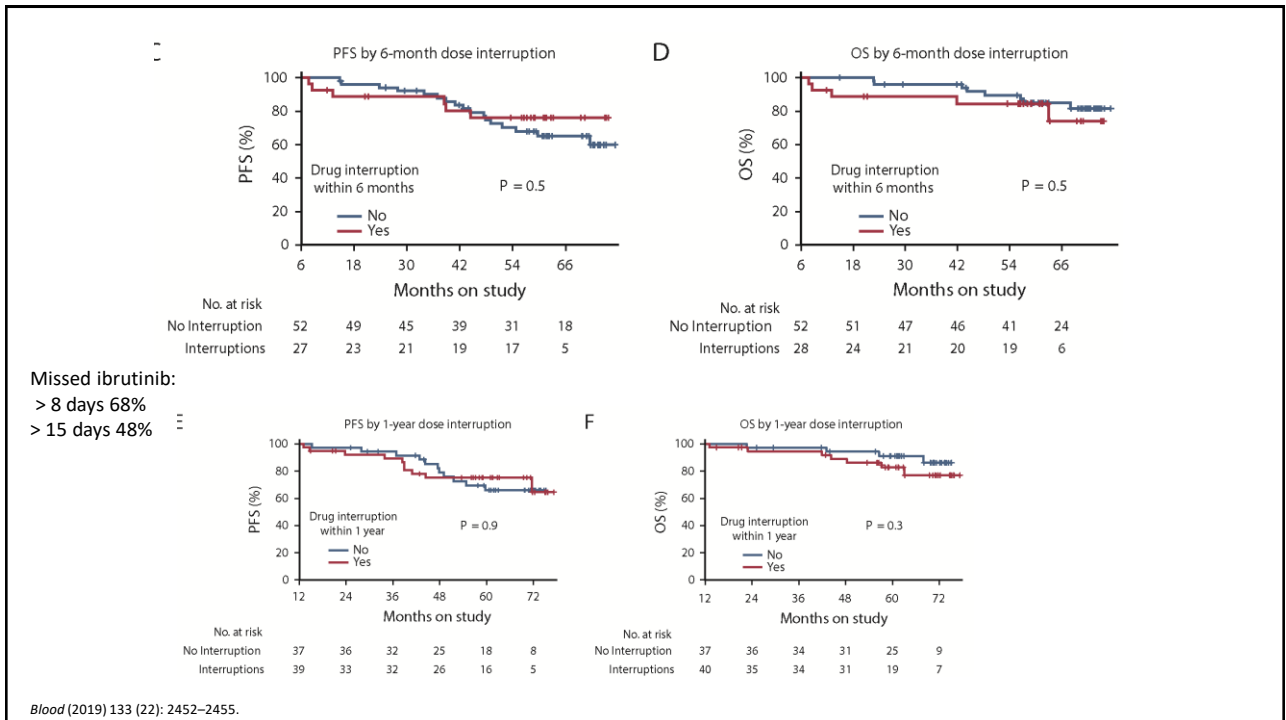 C
PFS by 6-month dose interruption
PFS (%)
100
80
60
40
20
0
Drug interruption
within 6 months
P = 0.5
No
Yes
6 18 30 42 54 66
Months on study
No. at risk
No Interruption 52 49 45 39 31 18
Interruptions 27 23 21 19 17 5
D
OS by 6-month dose interruption
OS (%)
100
80
60
40
20
0
Drug interruption
within 6 months
P = 0.5
No
Yes
6 18 30 42 54 66
Months on study
No. at risk
No Interruption 52 51 47 46 41 24
Interruptions 28 24 21 20 19 6
Missed ibrutinib:
> 8 days 68%
> 15 days 48%
E
PFS by 1-year dose interruption
PFS (%)
100
80
60
40
20
0
Drug interruption
within 1 year
P = 0.9
No
Yes
12 24 36 48 60 72
Months on study
No. at risk
No Interruption 37 36 32 25 18 8
Interruptions 39 33 32 26 16 5
F
OS by 1-year dose interruption
OS (%)
100
80
60
40
20
0
Drug interruption
within 1 year
P = 0.3
No
Yes
12 24 36 48 60 72
Months on study
No. at risk
No Interruption 37 36 34 31 25 9
Interruptions 40 35 34 31 19 7
Blood (2019) 133 (22): 2452–2455.